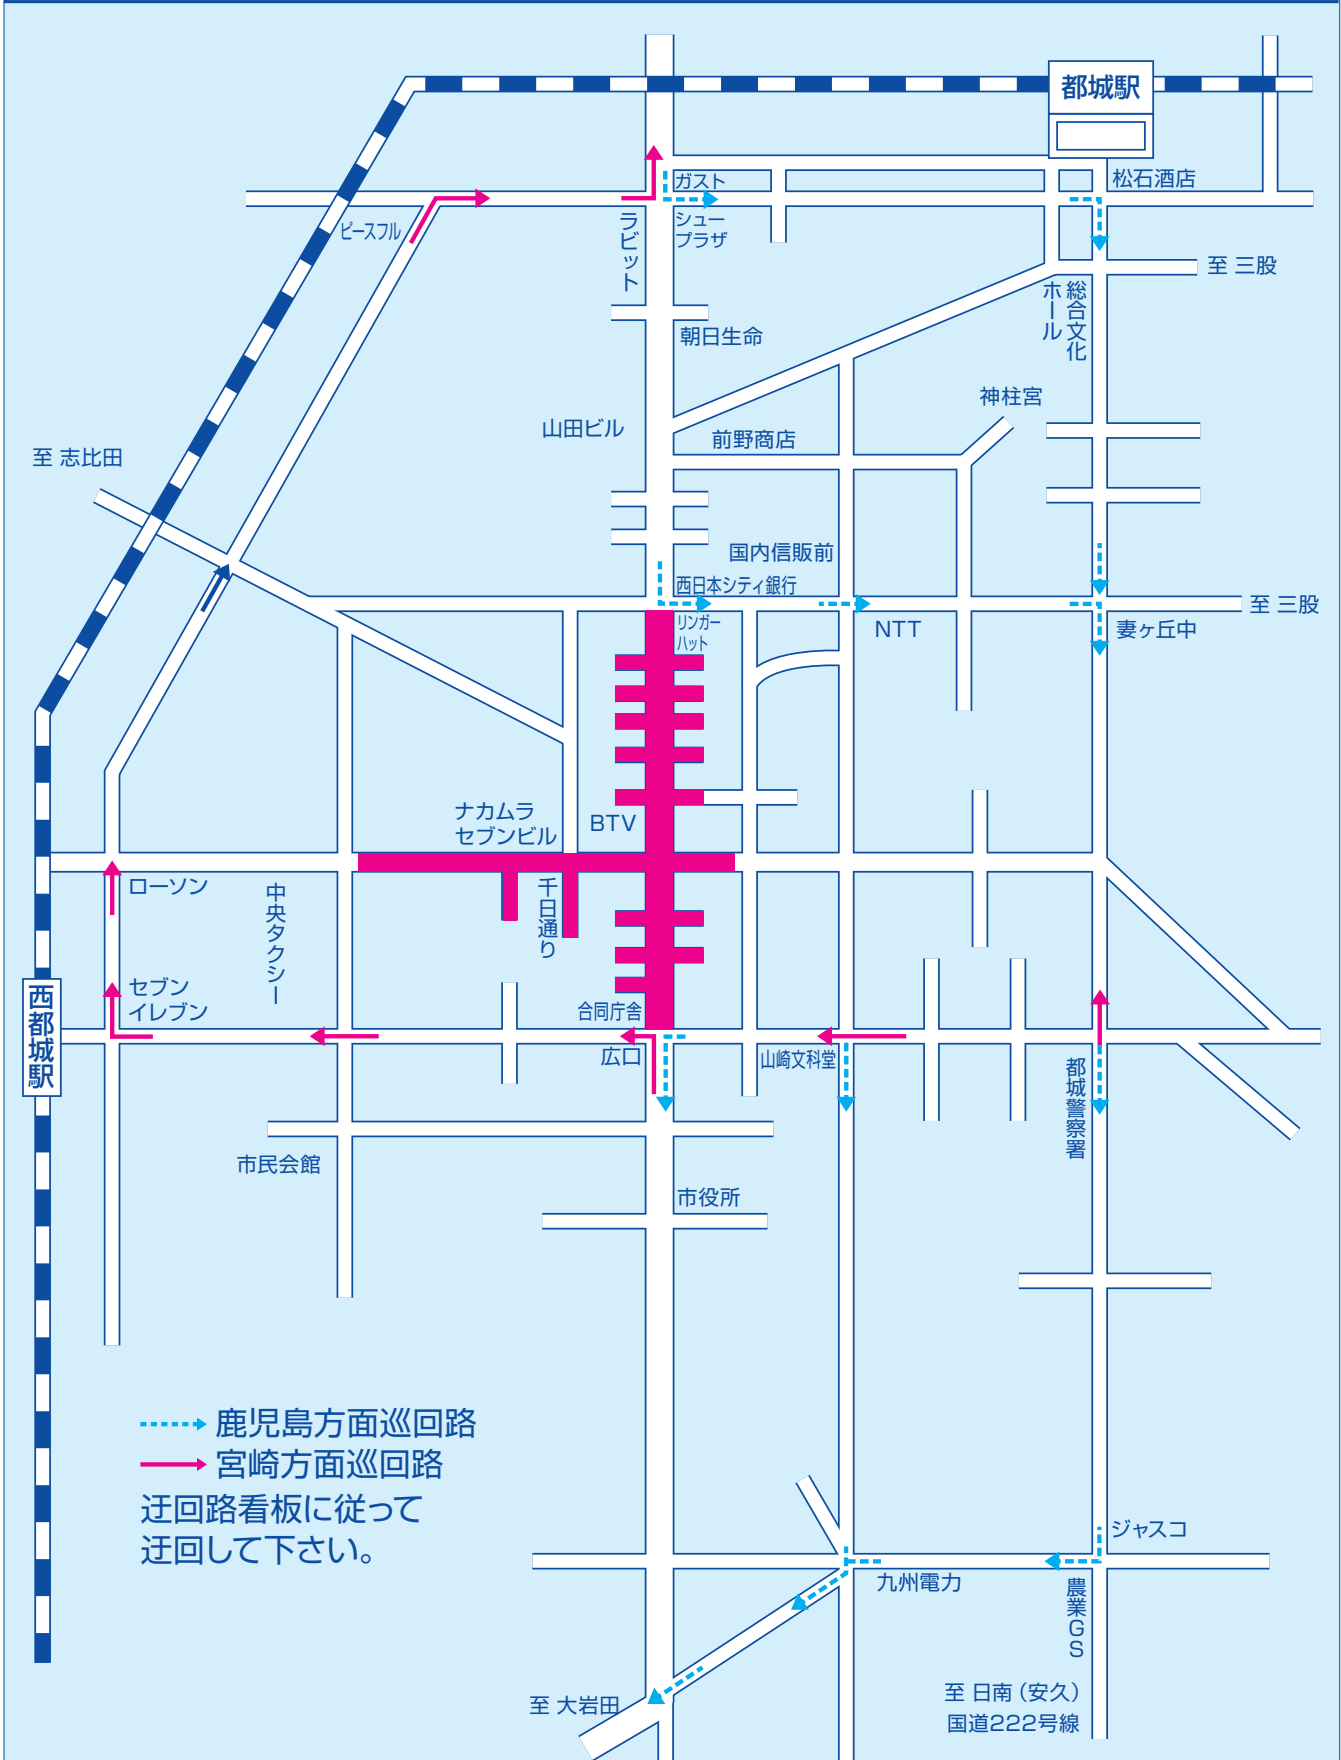 都城駅
松石酒店
ガスト
シュー
プラザ
ラビット
ピースフル
至 三股
総合文化
ホール
朝日生命
神柱宮
山田ビル
前野商店
至 志比田
国内信販前
西日本シティ銀行
リンガー
ハット
NTT
至 三股
妻ヶ丘中
ナカムラ
セブンビル
BTV
ローソン
中央タクシー
千日通り
セブン
イレブン
西都城駅
合同庁舎
広口
山崎文科堂
都城警察署
市民会館
市役所
鹿児島方面巡回路
宮崎方面巡回路
迂回路看板に従って
迂回して下さい。
ジャスコ
九州電力
農業GS
至 大岩田
至 日南（安久）
国道222号線